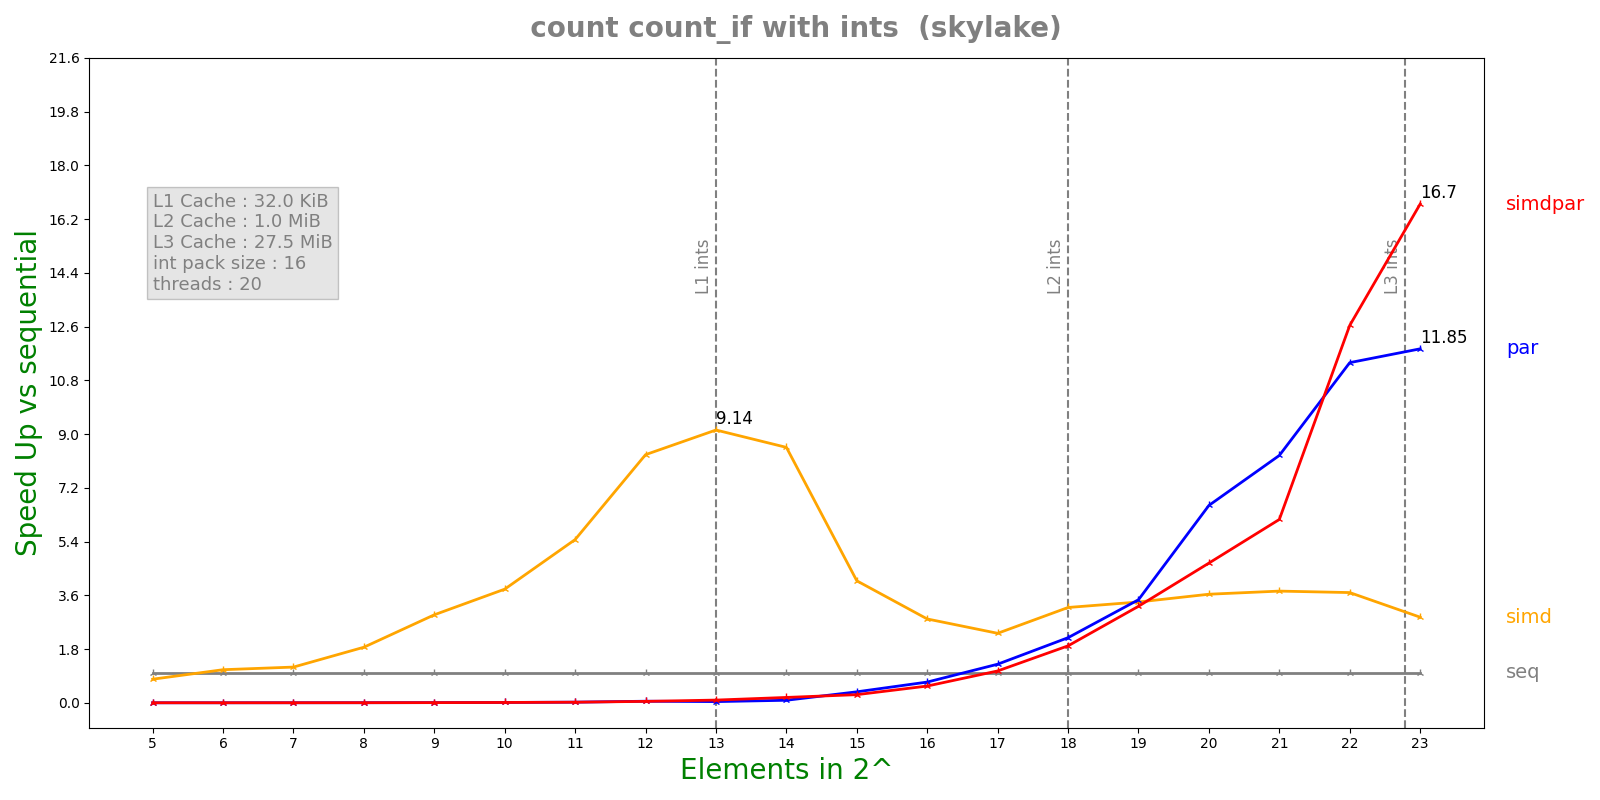 count count_if with ints  (skylake)
21.6
19.8
18.0
16.2
14.4
12.6
10.8
9.0
7.2
5.4
3.6
1.8
0.0
Speed Up vs sequential
L1 Cache : 32.0 KiB
L2 Cache : 1.0 MiB
L3 Cache : 27.5 MiB
int pack size : 16
threads : 20
L1 ints
L2 ints
L3 ints
9.14
16.7
11.85
simdpar
par
simd
seq
5 6 7 8 9 10 11 12 13 14 15 16 17 18 19 20 21 22 23
Elements in 2^